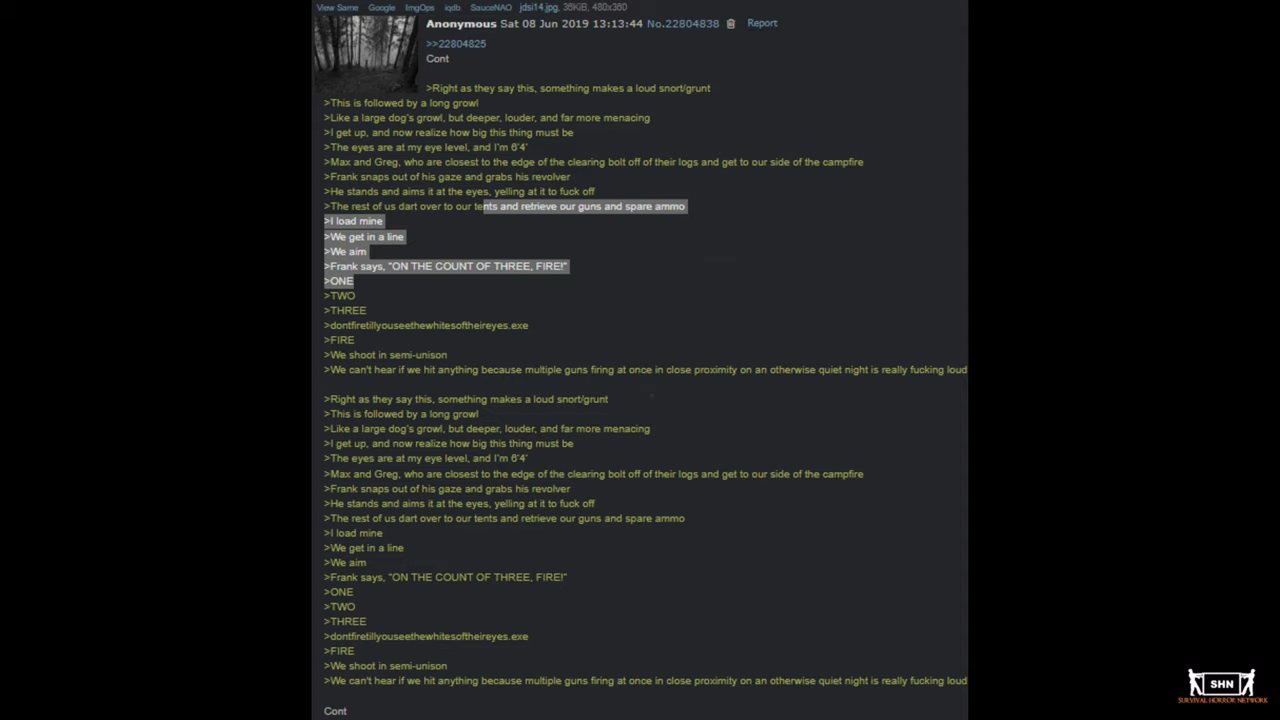 View Same Google ImgOps iqdb SauceNAO jdsi14.jpg, 36KiB, 480x360
Anonymous Sat 08 Jun 2019 13:13:44 No.22804838 Report
>>22804825
Cont
>Right as they say this, something makes a loud snort/grunt
>This is followed by a long growl
>Like a large dog's growl, but deeper, louder, and far more menacing
>I get up, and now realize how big this thing must be
>The eyes are at my eye level, and I'm 6'4'
>Max and Greg, who are closest to the edge of the clearing bolt off of their logs and get to our side of the campfire
>Frank snaps out of his gaze and grabs his revolver
>He stands and aims it at the eyes, yelling at it to fuck off
>The rest of us dart over to our tents and retrieve our guns and spare ammo
>I load mine
>We get in a line
>We aim
>Frank says, "ON THE COUNT OF THREE, FIRE!"
>ONE
>TWO
>THREE
>dontfiretillyouseethewhitesoftheireyes.exe
>FIRE
>We shoot in semi-unison
>We can't hear if we hit anything because multiple guns firing at once in close proximity on an otherwise quiet night is really fucking loud
>Right as they say this, something makes a loud snort/grunt
>This is followed by a long growl
>Like a large dog's growl, but deeper, louder, and far more menacing
>I get up, and now realize how big this thing must be
>The eyes are at my eye level, and I'm 6'4'
>Max and Greg, who are closest to the edge of the clearing bolt off of their logs and get to our side of the campfire
>Frank snaps out of his gaze and grabs his revolver
>He stands and aims it at the eyes, yelling at it to fuck off
>The rest of us dart over to our tents and retrieve our guns and spare ammo
>I load mine
>We get in a line
>We aim
>Frank says, "ON THE COUNT OF THREE, FIRE!"
>ONE
>TWO
>THREE
>dontfiretillyouseethewhitesoftheireyes.exe
>FIRE
>We shoot in semi-unison
>We can't hear if we hit anything because multiple guns firing at once in close proximity on an otherwise quiet night is really fucking loud
Cont
SHN
SURVIVAL HORROR NETWORK